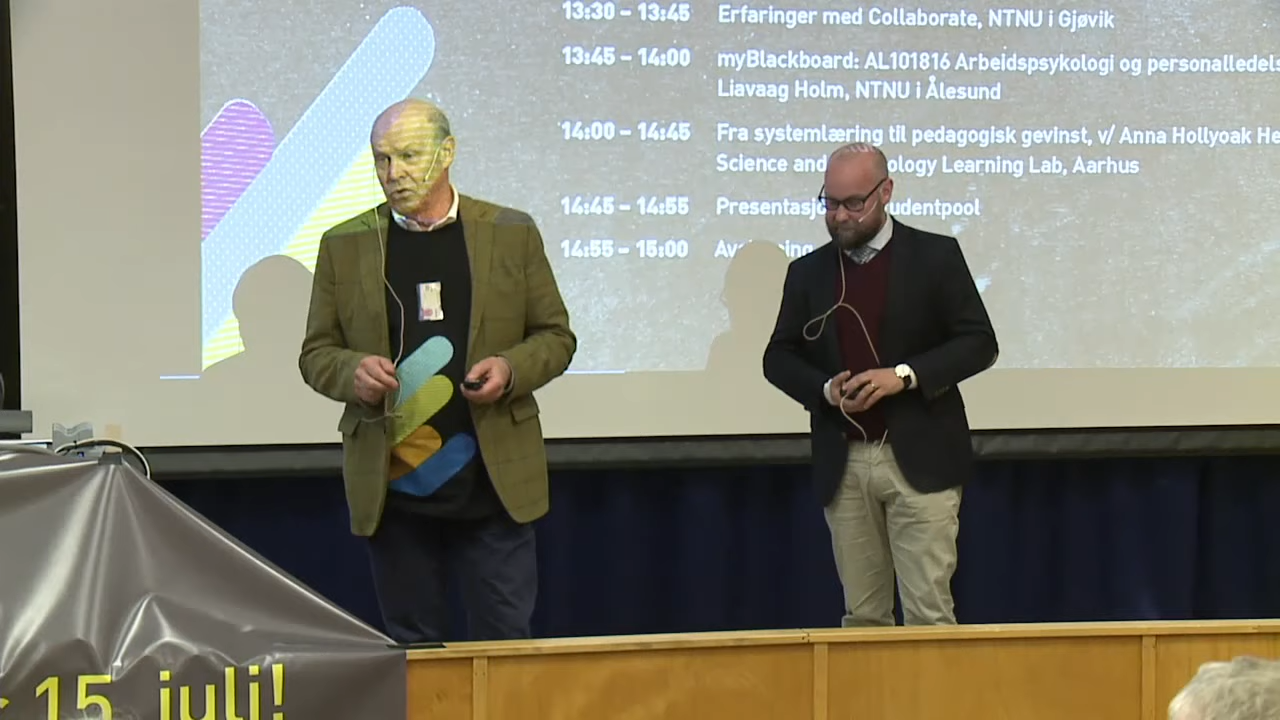 13:30 – 13:45 Erfaringer med Collaborate, NTNU i Gjøvik
13:45 – 14:00 myBlackboard: AL101816 Arbeidspsykologi og personalledels
Liavaag Holm, NTNU i Ålesund
14:00 – 14:45 Fra systemlæring til pedagogisk gevinst, v/ Anna Hollyoak He
Science and ology Learning Lab, Aarhus
14:45 – 14:55 Presentasjo udentpool
14:55 – 15:00 Av ning
15. juli!